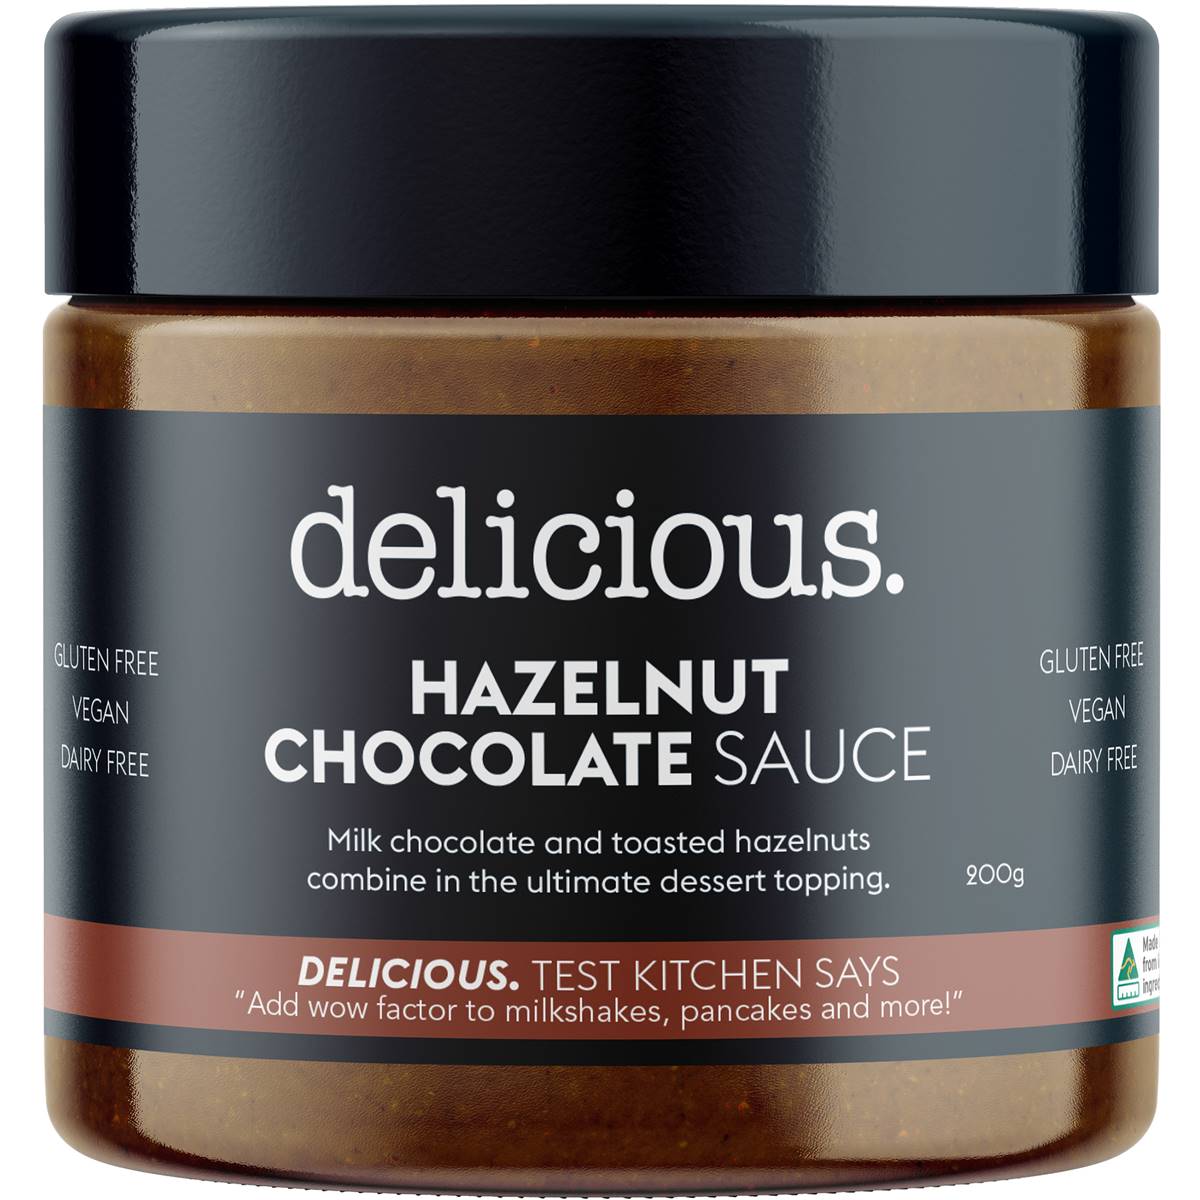 delicious.
HAZELNUT
CHOCOLATE SAUCE
Milk chocolate and toasted hazelnuts
combine in the ultimate dessert topping.
200g
GLUTEN FREE
VEGAN
DAIRY FREE
GLUTEN FREE
VEGAN
DAIRY FREE
DELICIOUS. TEST KITCHEN SAYS
“Add wow factor to milkshakes, pancakes and more!”
Made
from